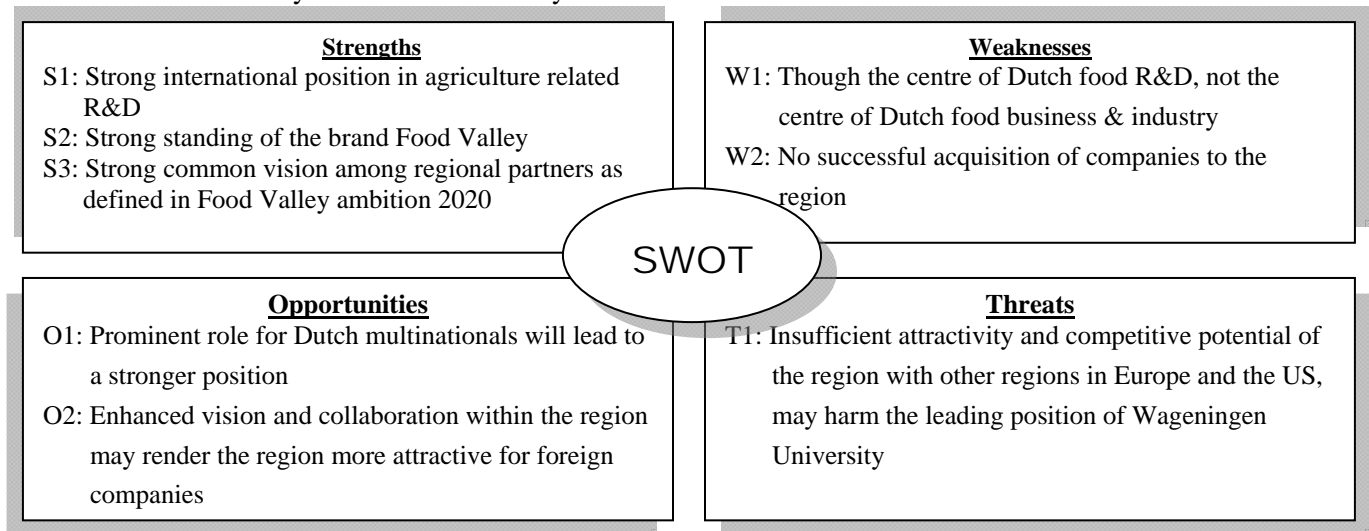 Strengths
S1: Strong international position in agriculture related
R&D
S2: Strong standing of the brand Food Valley
S3: Strong common vision among regional partners as
defined in Food Valley ambition 2020
Weaknesses
W1: Though the centre of Dutch food R&D, not the
centre of Dutch food business & industry
W2: No successful acquisition of companies to the
region
SWOT
Opportunities
O1: Prominent role for Dutch multinationals will lead to
a stronger position
O2: Enhanced vision and collaboration within the region
may render the region more attractive for foreign
companies
Threats
T1: Insufficient attractivity and competitive potential of
the region with other regions in Europe and the US,
may harm the leading position of Wageningen
University